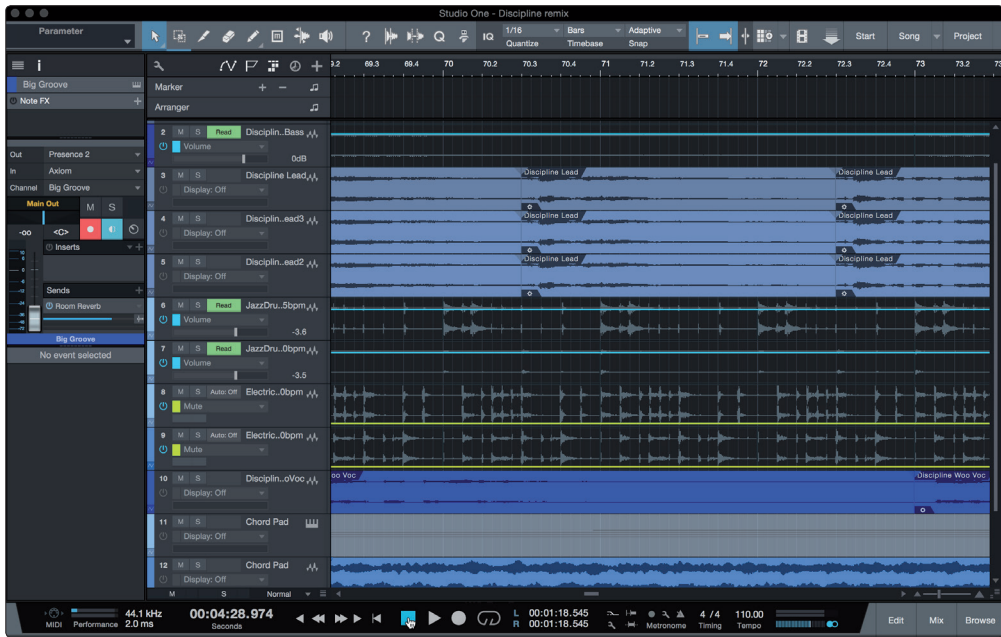 Studio One - Discipline remix
Parameter
1/16 Bars Adaptive
Quantize Timebase Snap
IQ
Start Song Project
9.2 69.3 69.4 70 70.2 70.3 70.4 71 71.2 71.3 71.4 72 72.2 72.3 72.4 73 73.2
Big Groove
Note FX
Marker
Arranger
Out Presence 2
In Axiom
Channel Big Groove
Main Out M S
-oo <C>
Inserts
Sends
Room Reverb
Big Groove
No event selected
2 M S Read Disciplin..Bass
Volume
0dB
3 M S Discipline Lead
Display: Off
Discipline Lead Discipline Lead
4 M S Disciplin..ead3
Display: Off
Discipline Lead Discipline Lead
5 M S Disciplin..ead2
Display: Off
Discipline Lead Discipline Lead
6 M S Read JazzDru..5bpm
Volume
-3.6
7 M S Read JazzDru..0bpm
Volume
-3.5
8 M S Auto: Off Electric..0bpm
Mute
9 M S Auto: Off Electric..0bpm
Mute
10 M S Disciplin..oVoc
Display: Off
oo Voc Discipline Woo Voc
11 M S Chord Pad
Display: Off
12 M S Chord Pad
Display: Off
M S Normal
MIDI Performance
44.1 kHz
2.0 ms
00:04:28.974
Seconds
L 00:01:18.545
R 00:01:18.545
Metronome
4 / 4
Timing
110.00
Tempo
Edit Mix Browse